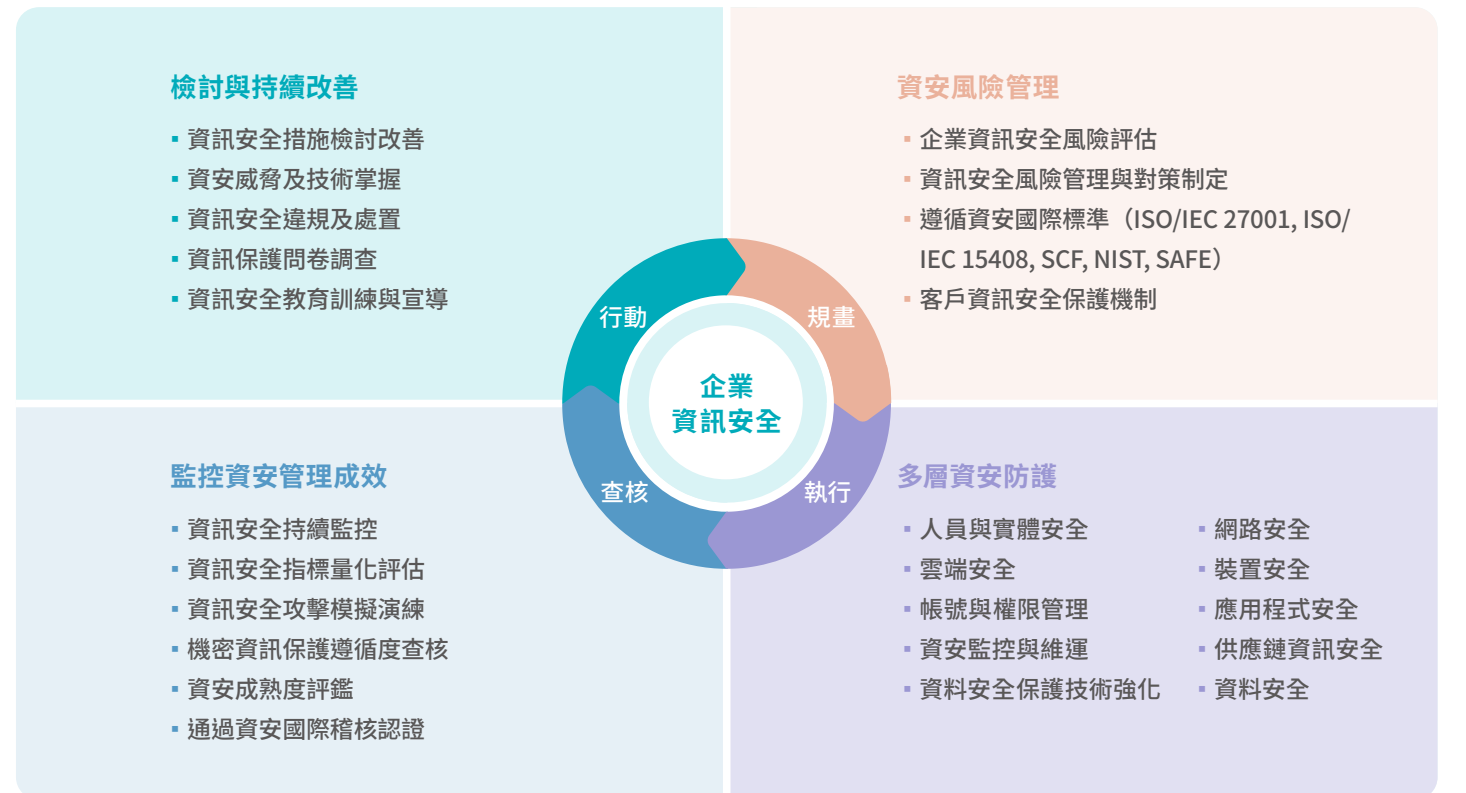 檢討與持續改善
▪ 資訊安全措施檢討改善
▪ 資安威脅及技術掌握
▪ 資訊安全違規及處置
▪ 資訊保護問卷調查
▪ 資訊安全教育訓練與宣導
資安風險管理
▪ 企業資訊安全風險評估
▪ 資訊安全風險管理與對策制定
▪ 遵循資安國際標準（ISO/IEC 27001, ISO/
IEC 15408, SCF, NIST, SAFE）
▪ 客戶資訊安全保護機制
行動
規畫
企業
資訊安全
查核
執行
監控資安管理成效
▪ 資訊安全持續監控
▪ 資訊安全指標量化評估
▪ 資訊安全攻擊模擬演練
▪ 機密資訊保護遵循度查核
▪ 資安成熟度評鑑
▪ 通過資安國際稽核認證
多層資安防護
▪ 人員與實體安全
▪ 雲端安全
▪ 帳號與權限管理
▪ 資安監控與維運
▪ 資料安全保護技術強化
▪ 網路安全
▪ 裝置安全
▪ 應用程式安全
▪ 供應鏈資訊安全
▪ 資料安全